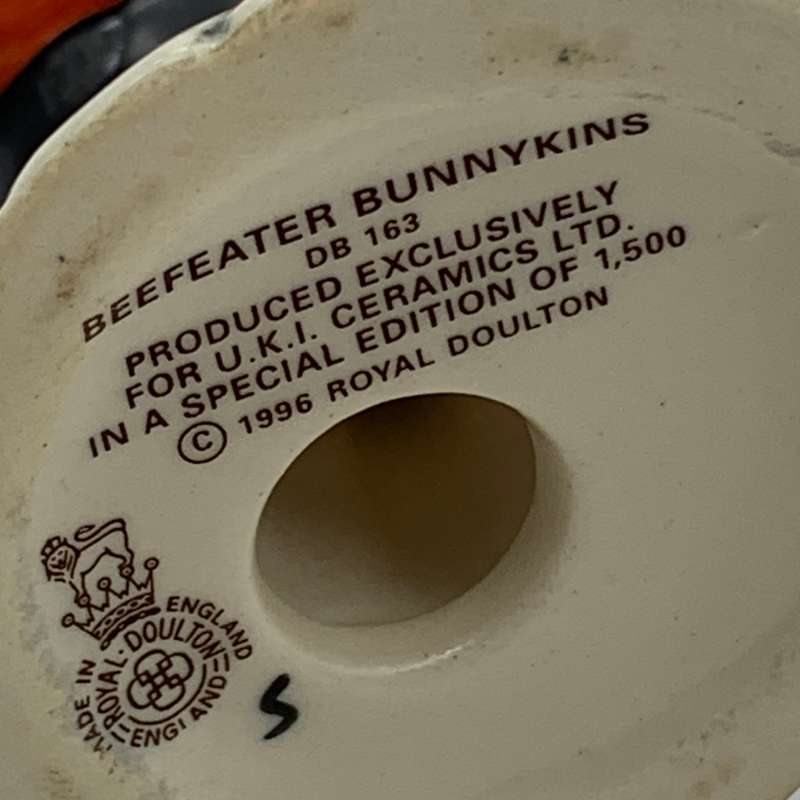 BEEFEATER BUNNYKINS
DB 163
PRODUCED EXCLUSIVELY
FOR U.K.I. CERAMICS LTD.
IN A SPECIAL EDITION OF 1,500
© 1996 ROYAL DOULTON
MADE IN ENGLAND
ROYAL·DOULTON
ENGLAND
S